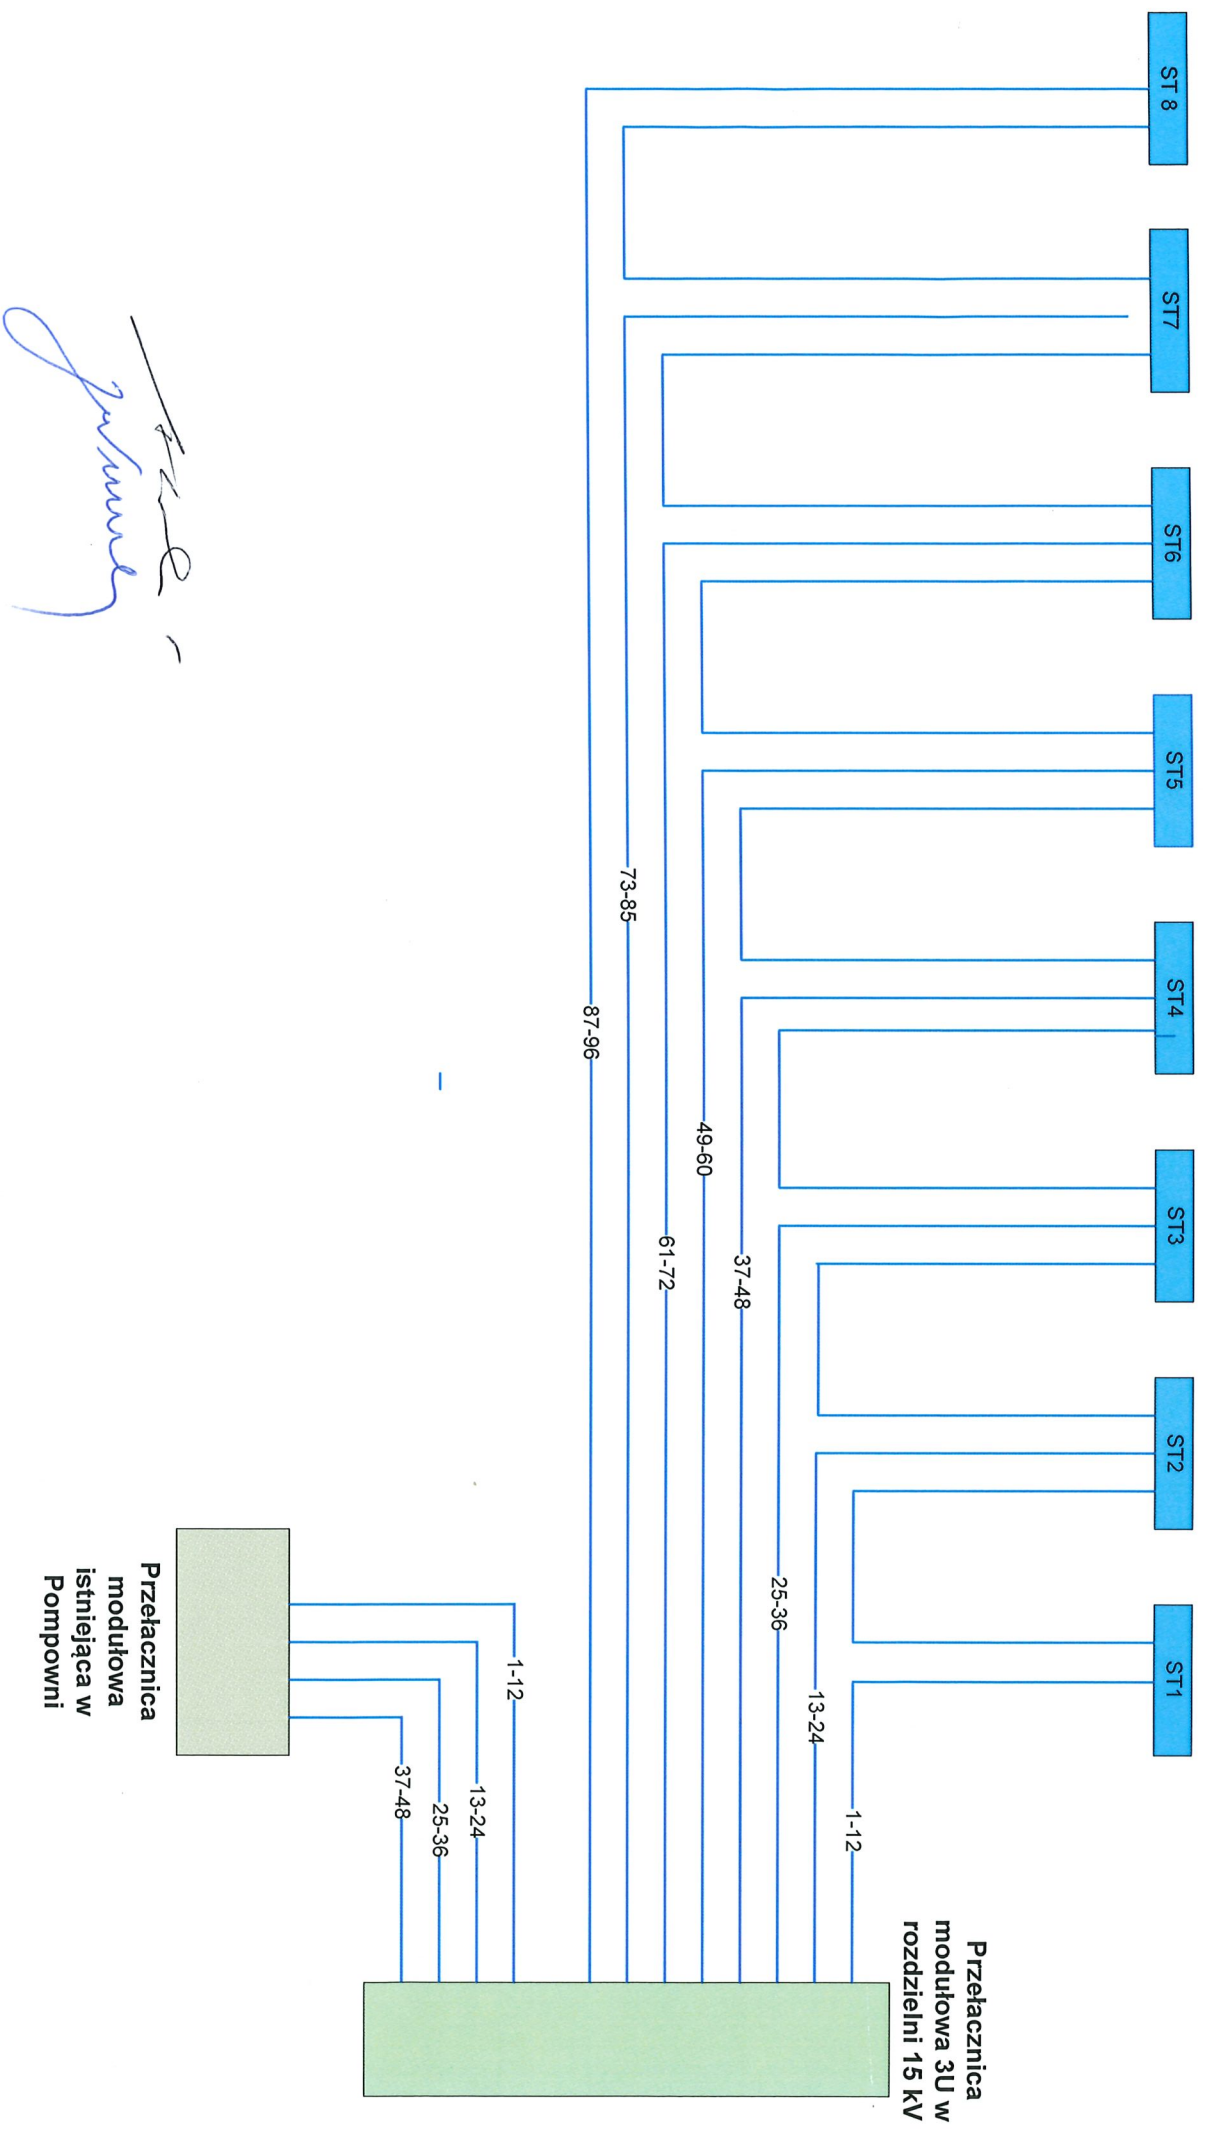 ST 8
ST7
ST6
ST5
ST4
ST3
ST2
ST1
1-12
13-24
25-36
37-48
49-60
61-72
73-85
87-96
Przełacznica
modułowa 3U w
rozdzielni 15 kV
1-12
13-24
25-36
37-48
Przełacznica
modułowa
istniejąca w
Pompowni